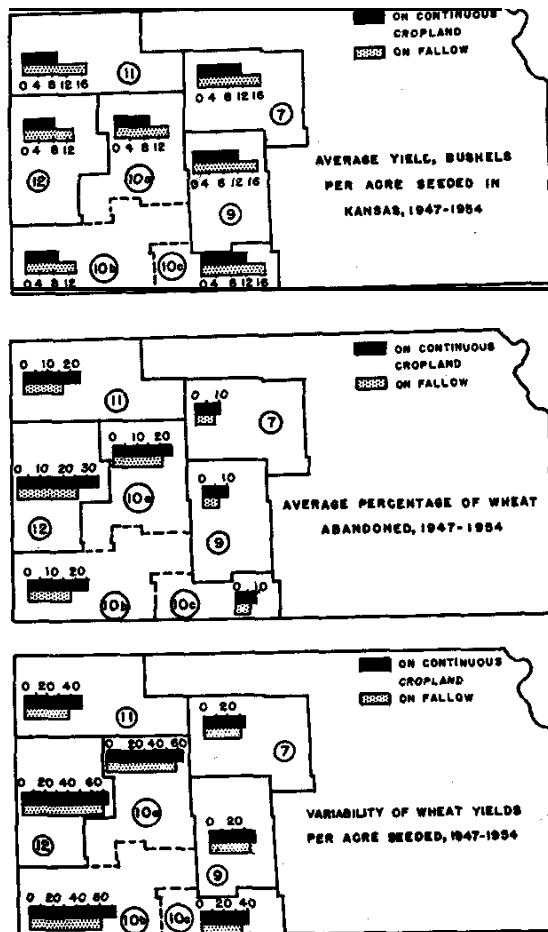 ON CONTINUOUS
CROPLAND
ON FALLOW
11
0 4 8 12 16
7
0 4 8 12 16
0 4 8 12
12
0 4 8 12
10a
AVERAGE YIELD, BUSHELS
PER ACRE SEEDED IN
KANSAS, 1947-1954
0 4 8 12 16
9
10b
0 4 8 12
10c
0 4 8 12 16
ON CONTINUOUS
CROPLAND
ON FALLOW
0 10 20
11
0 10
7
0 10 20
10a
0 10 20 30
12
0 10
9
AVERAGE PERCENTAGE OF WHEAT
ABANDONED, 1947-1954
0 10 20
10b
10c
0 10
ON CONTINUOUS
CROPLAND
ON FALLOW
0 20 40
11
0 20
7
0 20 40 60
10a
0 20 40 60
12
0 20
9
VARIABILITY OF WHEAT YIELDS
PER ACRE SEEDED, 1947-1954
0 20 40 60
10b
10c
0 20 40